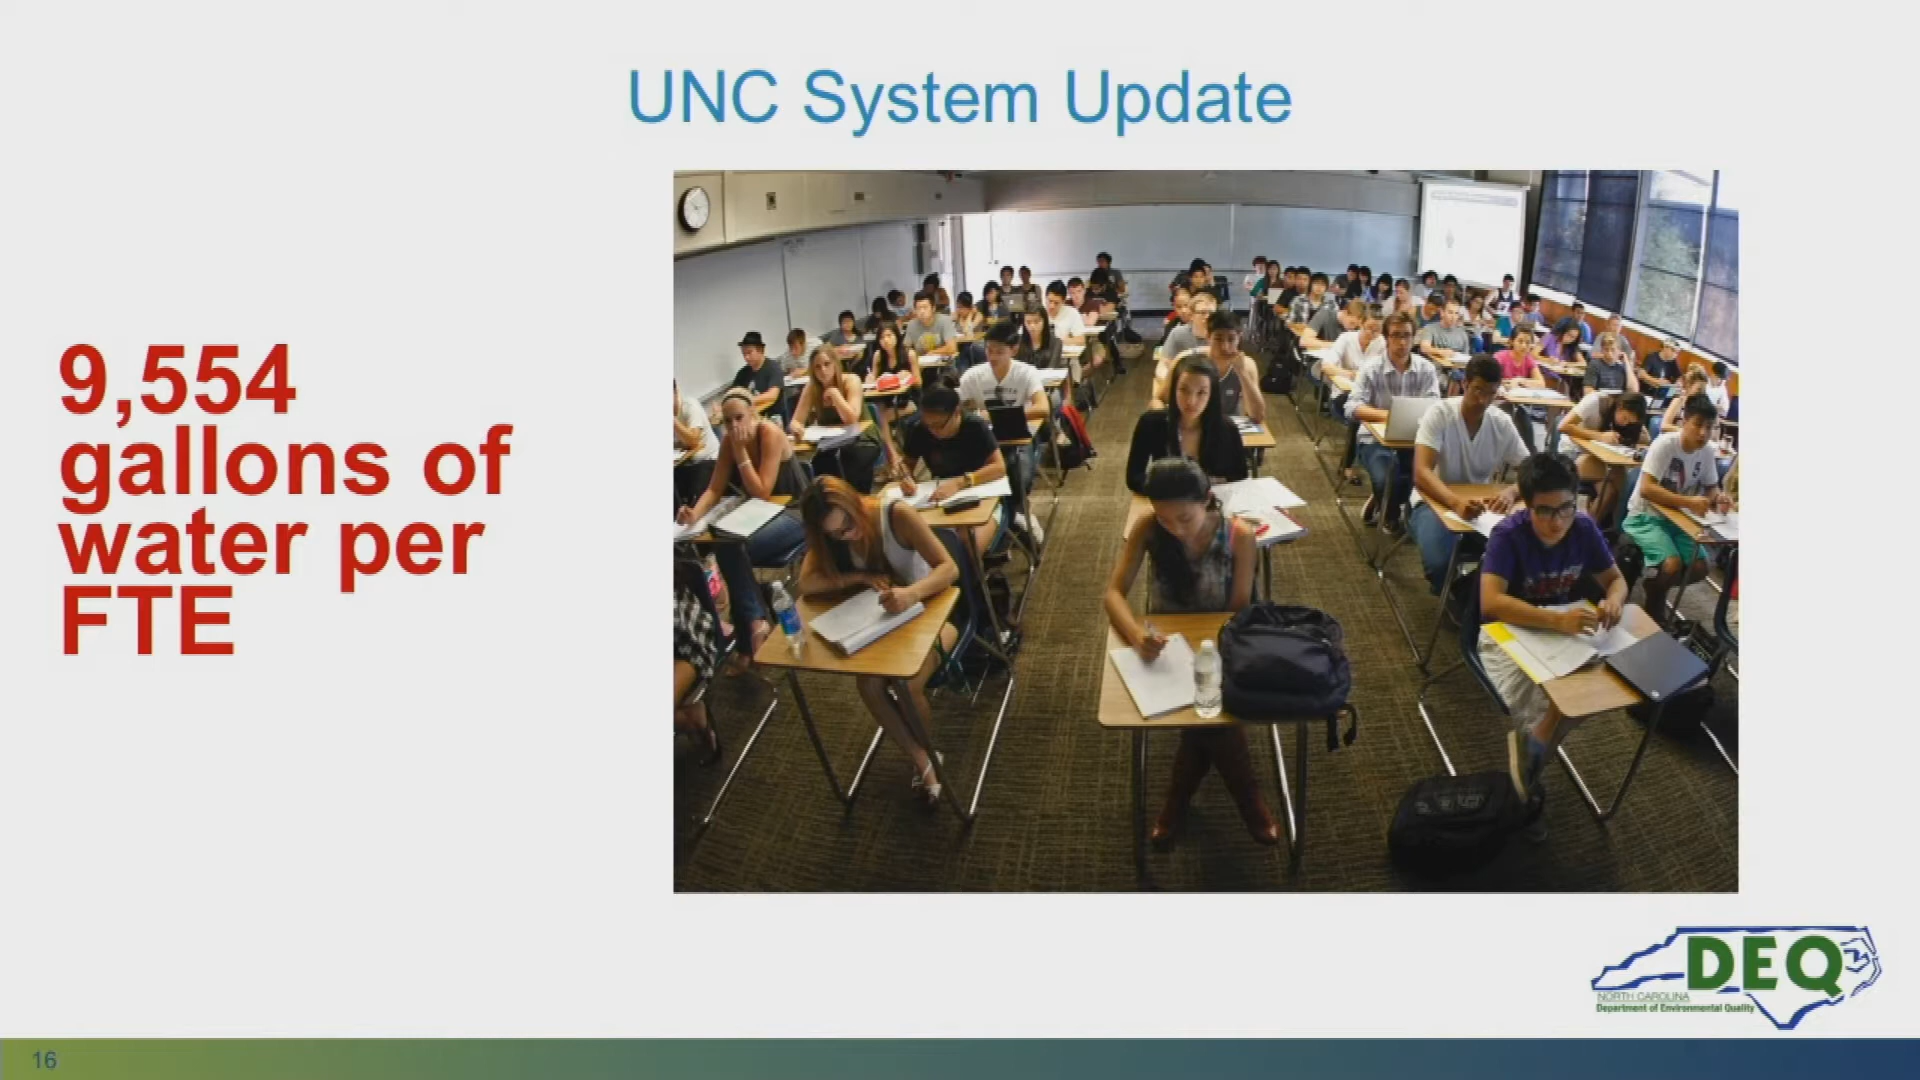 UNC System Update
9,554
gallons of
water per
FTE
DEQ
NORTH CAROLINA
Department of Environmental Quality
16